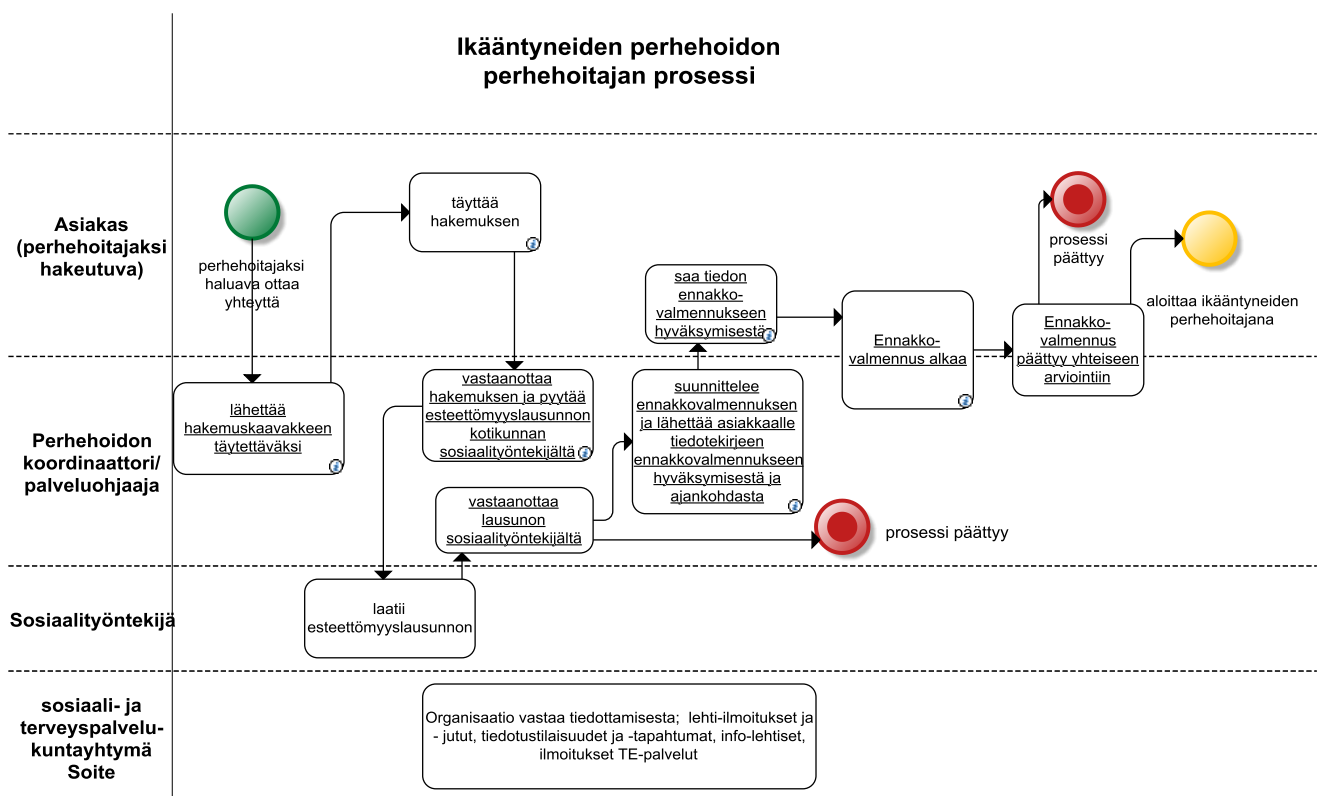 Ikääntyneiden perhehoidon
perhehoitajan prosessi
Asiakas
(perhehoitajaksi
hakeutuva)
perhehoitajaksi
haluava ottaa
yhteyttä
täyttää
hakemuksen
saa tiedon
ennakko-
valmennukseen
hyväksymisestä
Ennakko-
valmennus alkaa
Ennakko-
valmennus
päättyy yhteiseen
arviointiin
prosessi
päättyy
aloittaa ikääntyneiden
perhehoitajana
Perhehoidon
koordinaattori/
palveluohjaaja
lähettää
hakemuskaavakkeen
täytettäväksi
vastaanottaa
hakemuksen ja pyytää
esteettömyyslausunnon
kotikunnan
sosiaalityöntekijältä
vastaanottaa
lausunon
sosiaalityöntekijältä
suunnittelee
ennakkovalmennuksen
ja lähettää asiakkaalle
tiedotekirjeen
ennakkovalmennukseen
hyväksymisestä ja
ajankohdasta
prosessi päättyy
Sosiaalityöntekijä
laatii
esteettömyyslausunnon
sosiaali- ja
terveyspalvelu-
kuntayhtymä
Soite
Organisaatio vastaa tiedottamisesta; lehti-ilmoitukset ja
- jutut, tiedotustilaisuudet ja -tapahtumat, info-lehtiset,
ilmoitukset TE-palvelut